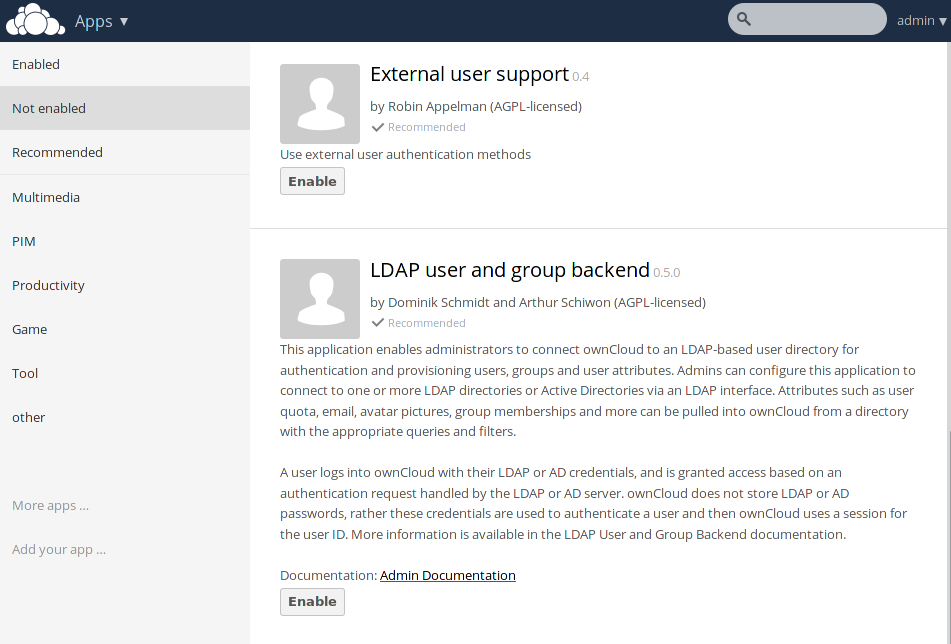 Apps ▼
admin ▼
Enabled
Not enabled
Recommended
Multimedia
PIM
Productivity
Game
Tool
other
More apps ...
Add your app ...
External user support 0.4
by Robin Appelman (AGPL-licensed)
Recommended
Use external user authentication methods
Enable
LDAP user and group backend 0.5.0
by Dominik Schmidt and Arthur Schiwon (AGPL-licensed)
Recommended
This application enables administrators to connect ownCloud to an LDAP-based user directory for
authentication and provisioning users, groups and user attributes. Admins can configure this application to
connect to one or more LDAP directories or Active Directories via an LDAP interface. Attributes such as user
quota, email, avatar pictures, group memberships and more can be pulled into ownCloud from a directory
with the appropriate queries and filters.
A user logs into ownCloud with their LDAP or AD credentials, and is granted access based on an
authentication request handled by the LDAP or AD server. ownCloud does not store LDAP or AD
passwords, rather these credentials are used to authenticate a user and then ownCloud uses a session for
the user ID. More information is available in the LDAP User and Group Backend documentation.
Documentation: Admin Documentation
Enable